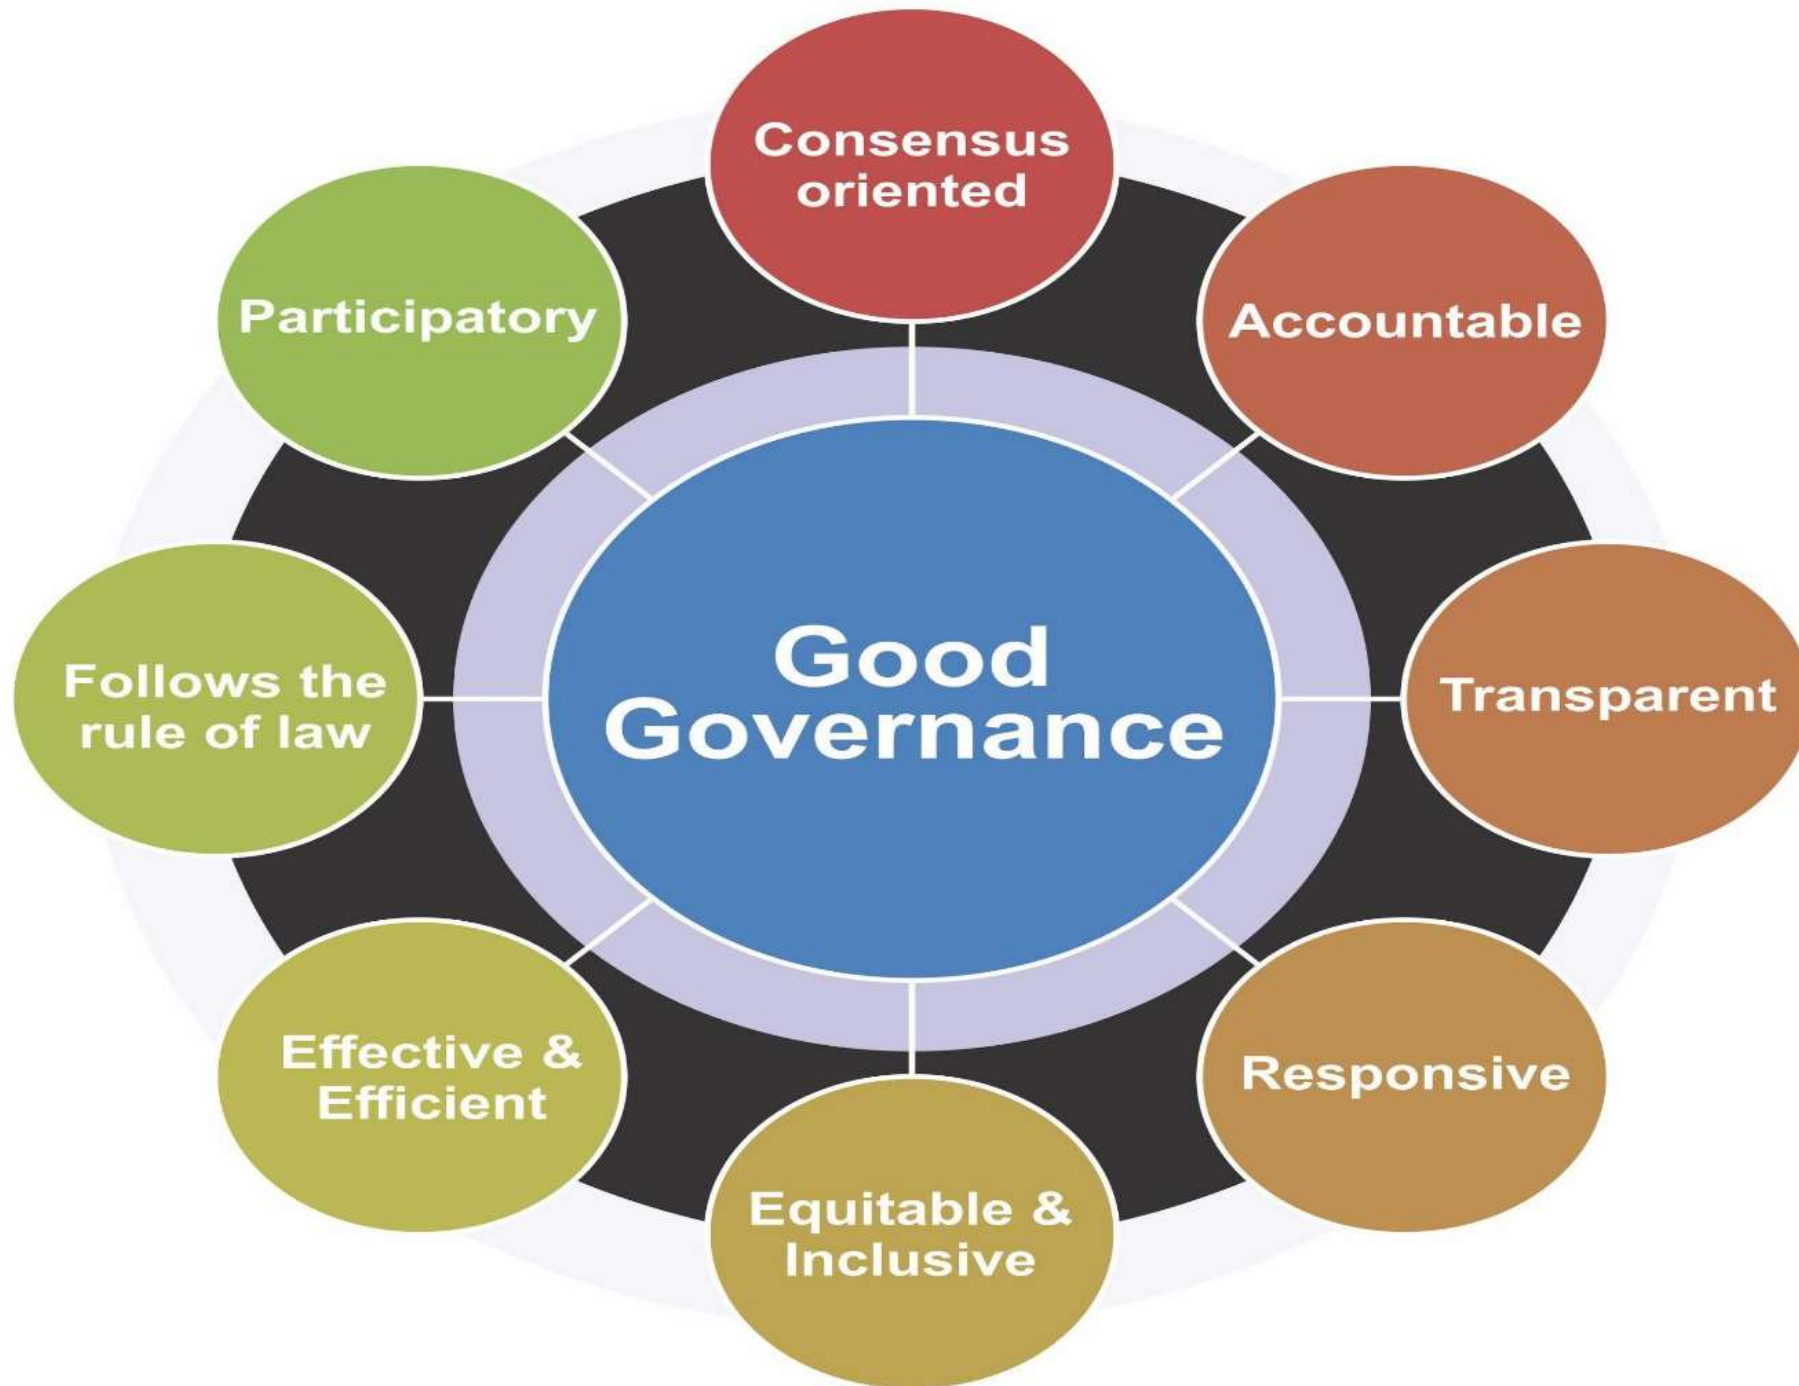 Consensus
oriented
Participatory
Accountable
Good
Governance
Follows the
rule of law
Transparent
Effective &
Efficient
Responsive
Equitable &
Inclusive